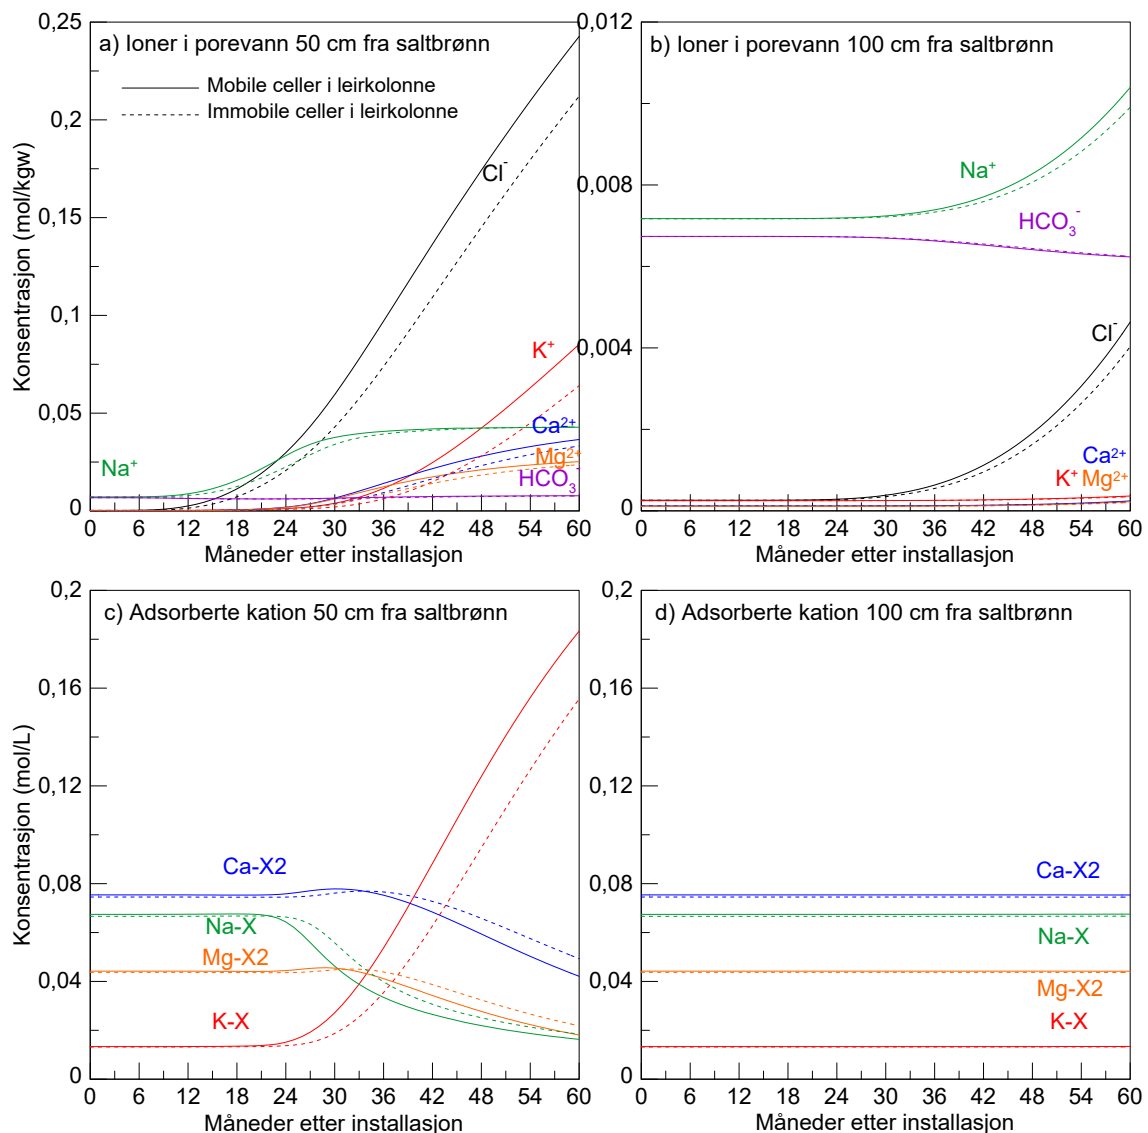 a) Ioner i porevann 50 cm fra saltbrønn
Mobile celler i leirkolonne
Immobile celler i leirkolonne
Konsentrasjon (mol/kgw)
0,25
0,2
0,15
0,1
0,05
0
Cl⁻
K⁺
Ca²⁺
Mg²⁺
HCO₃⁻
Na⁺
0 6 12 18 24 30 36 42 48 54 60
Måneder etter installasjon
b) Ioner i porevann 100 cm fra saltbrønn
0,012
0,008
0,004
0
Na⁺
HCO₃⁻
Cl⁻
Ca²⁺
K⁺ Mg²⁺
0 6 12 18 24 30 36 42 48 54 60
Måneder etter installasjon
c) Adsorberte kation 50 cm fra saltbrønn
Konsentrasjon (mol/L)
0,2
0,16
0,12
0,08
0,04
0
Ca-X2
Na-X
Mg-X2
K-X
0 6 12 18 24 30 36 42 48 54 60
Måneder etter installasjon
d) Adsorberte kation 100 cm fra saltbrønn
0,2
0,16
0,12
0,08
0,04
0
Ca-X2
Na-X
Mg-X2
K-X
0 6 12 18 24 30 36 42 48 54 60
Måneder etter installasjon